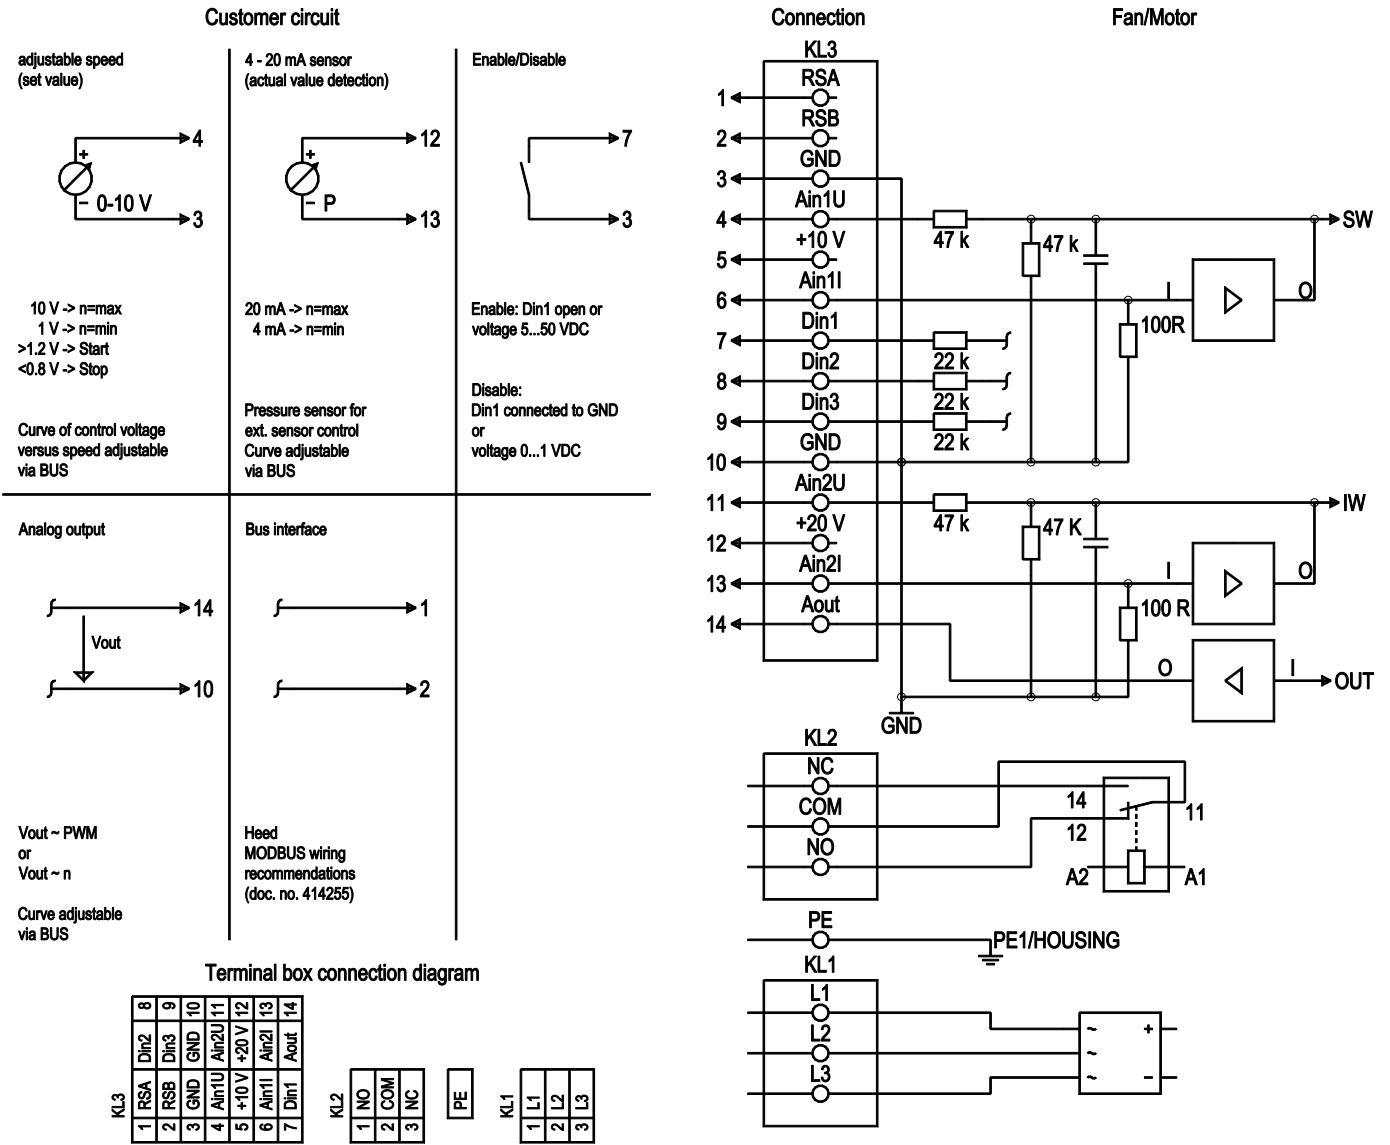 Customer circuit
adjustable speed
(set value)
4
+
−
0-10 V
3
10 V -> n=max
1 V -> n=min
>1.2 V -> Start
<0.8 V -> Stop
Curve of control voltage
versus speed adjustable
via BUS
4 - 20 mA sensor
(actual value detection)
12
+
−
P
13
20 mA -> n=max
4 mA -> n=min
Pressure sensor for
ext. sensor control
Curve adjustable
via BUS
Enable/Disable
7
3
Enable: Din1 open or
voltage 5...50 VDC
Disable:
Din1 connected to GND
or
voltage 0...1 VDC
Analog output
14
Vout
10
Vout ~ PWM
or
Vout ~ n
Curve adjustable
via BUS
Bus interface
1
2
Heed
MODBUS wiring
recommendations
(doc. no. 414255)
Connection
Fan/Motor
KL3
RSA
1
RSB
2
GND
3
Ain1U
4
47 k
47 k
SW
+10 V
5
Ain1I
6
I
O
100R
Din1
7
22 k
Din2
8
22 k
Din3
9
22 k
GND
10
Ain2U
11
47 k
47 K
IW
+20 V
12
Ain2I
13
I
O
100 R
Aout
14
O
I
OUT
GND
KL2
NC
COM
NO
14
12
11
A2
A1
PE
PE1/HOUSING
KL1
L1
L2
L3
~
~
~
+
−
Terminal box connection diagram
KL3
8 9 10 11 12 13 14
Din2 Din3 GND Ain2U +20 V Ain2I Aout
RSA RSB GND Ain1U +10 V Ain1I Din1
1 2 3 4 5 6 7
KL2
NO COM NC
1 2 3
PE
KL1
L1 L2 L3
1 2 3